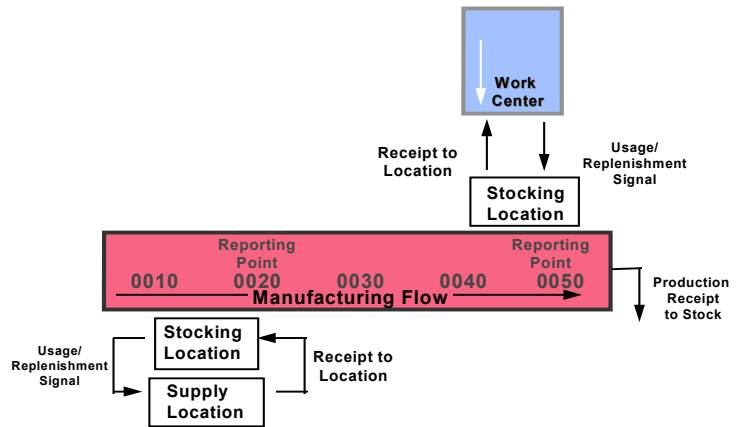 Work
Center
Receipt to
Location
Usage/
Replenishment
Signal
Stocking
Location
Reporting
Point
Reporting
Point
0010 0020 0030 0040 0050
Manufacturing Flow
Production
Receipt
to Stock
Stocking
Location
Usage/
Replenishment
Signal
Receipt to
Location
Supply
Location